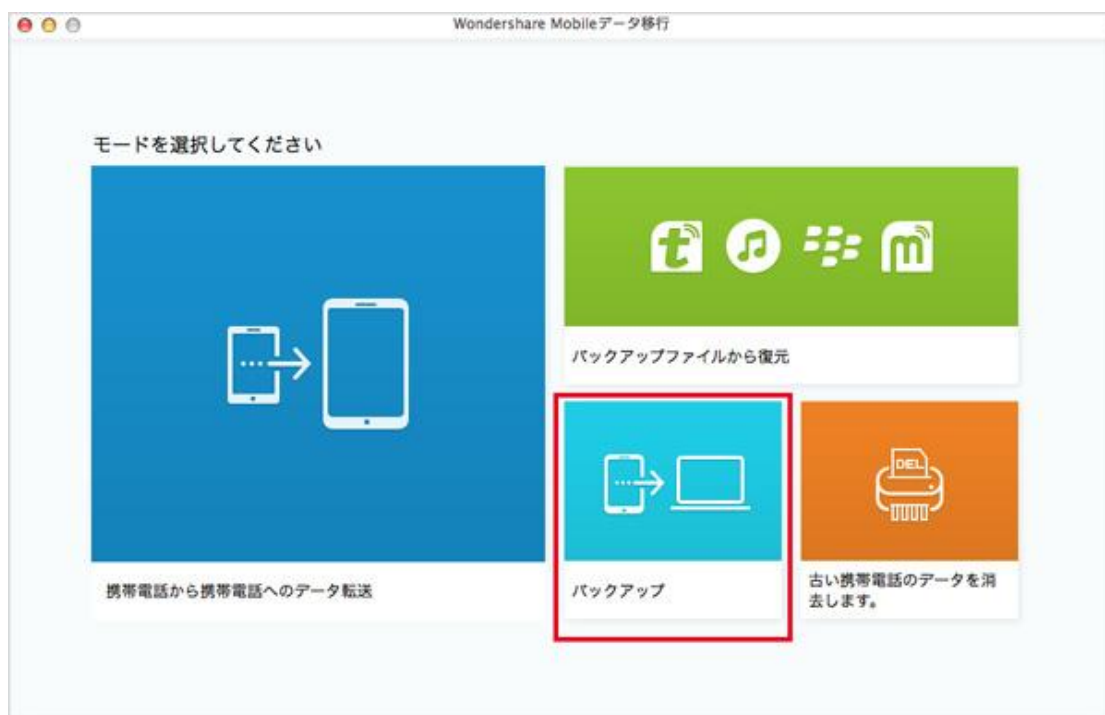 Wondershare Mobileデータ移行
モードを選択してください
バックアップファイルから復元
DEL
携帯電話から携帯電話へのデータ転送
バックアップ
古い携帯電話のデータを消
去します。